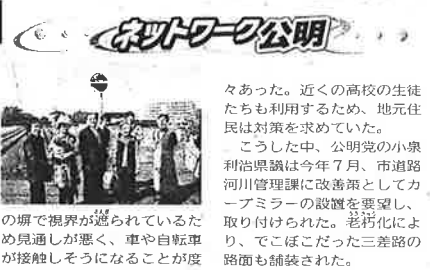 ネットワーク公明
の塀で視界が遮られているた
め見通しが悪く、車や自転車
が接触しそうになることが度
々あった。近くの高校の生徒
たちも利用するため、地元住
民は対策を求めていた。
　こうした中、公明党の小泉
利治県議は今年７月、市道路
河川管理課に改善策としてカ
ーブミラーの設置を要望し、
取り付けられた。老朽化によ
り、でこぼこだった三差路の
路面も舗装された。